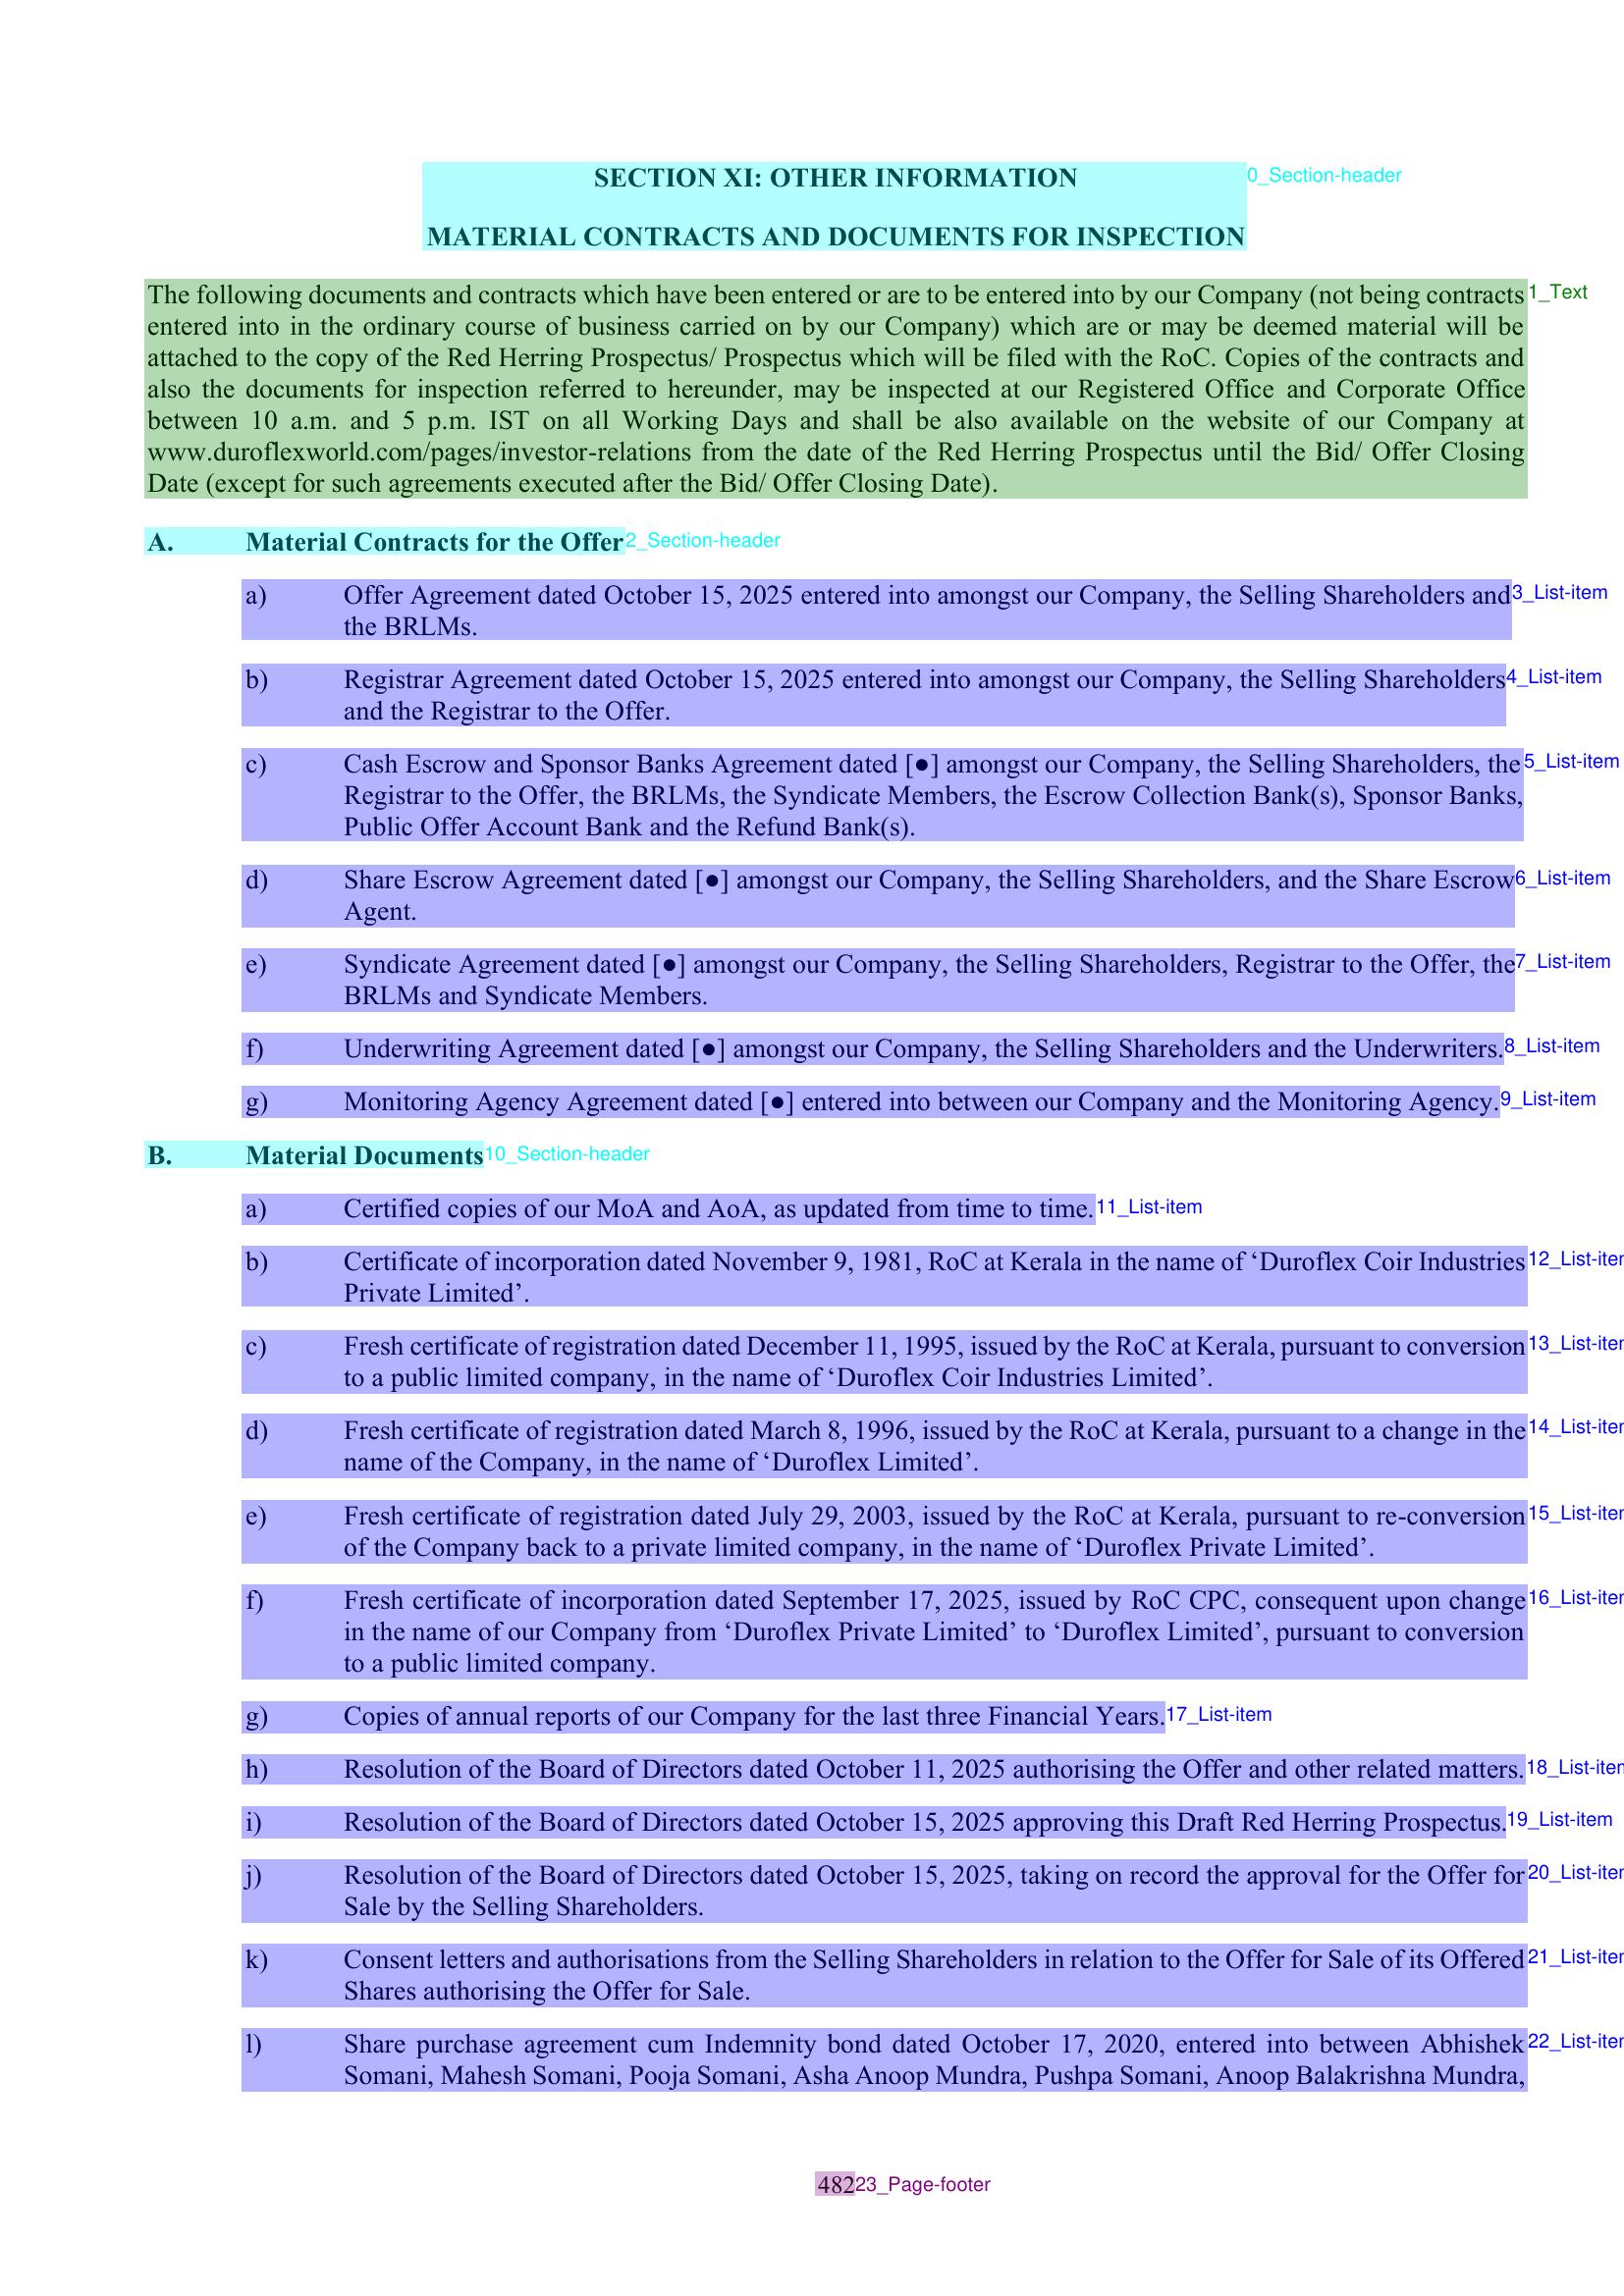 SECTION XI: OTHER INFORMATION
0_Section-header
MATERIAL CONTRACTS AND DOCUMENTS FOR INSPECTION
The following documents and contracts which have been entered or are to be entered into by our Company (not being contracts
1_Text
entered into in the ordinary course of business carried on by our Company) which are or may be deemed material will be
attached to the copy of the Red Herring Prospectus/ Prospectus which will be filed with the RoC. Copies of the contracts and
also the documents for inspection referred to hereunder, may be inspected at our Registered Office and Corporate Office
between 10 a.m. and 5 p.m. IST on all Working Days and shall be also available on the website of our Company at
www.duroflexworld.com/pages/investor-relations from the date of the Red Herring Prospectus until the Bid/ Offer Closing
Date (except for such agreements executed after the Bid/ Offer Closing Date).
A. Material Contracts for the Offer
2_Section-header
a) Offer Agreement dated October 15, 2025 entered into amongst our Company, the Selling Shareholders and
3_List-item
the BRLMs.
b) Registrar Agreement dated October 15, 2025 entered into amongst our Company, the Selling Shareholders
4_List-item
and the Registrar to the Offer.
c) Cash Escrow and Sponsor Banks Agreement dated [●] amongst our Company, the Selling Shareholders, the
5_List-item
Registrar to the Offer, the BRLMs, the Syndicate Members, the Escrow Collection Bank(s), Sponsor Banks,
Public Offer Account Bank and the Refund Bank(s).
d) Share Escrow Agreement dated [●] amongst our Company, the Selling Shareholders, and the Share Escrow
6_List-item
Agent.
e) Syndicate Agreement dated [●] amongst our Company, the Selling Shareholders, Registrar to the Offer, the
7_List-item
BRLMs and Syndicate Members.
f) Underwriting Agreement dated [●] amongst our Company, the Selling Shareholders and the Underwriters.
8_List-item
g) Monitoring Agency Agreement dated [●] entered into between our Company and the Monitoring Agency.
9_List-item
B. Material Documents
10_Section-header
a) Certified copies of our MoA and AoA, as updated from time to time.
11_List-item
b) Certificate of incorporation dated November 9, 1981, RoC at Kerala in the name of ‘Duroflex Coir Industries
12_List-iter
Private Limited’.
c) Fresh certificate of registration dated December 11, 1995, issued by the RoC at Kerala, pursuant to conversion
13_List-iter
to a public limited company, in the name of ‘Duroflex Coir Industries Limited’.
d) Fresh certificate of registration dated March 8, 1996, issued by the RoC at Kerala, pursuant to a change in the
14_List-iter
name of the Company, in the name of ‘Duroflex Limited’.
e) Fresh certificate of registration dated July 29, 2003, issued by the RoC at Kerala, pursuant to re-conversion
15_List-iter
of the Company back to a private limited company, in the name of ‘Duroflex Private Limited’.
f) Fresh certificate of incorporation dated September 17, 2025, issued by RoC CPC, consequent upon change
16_List-iter
in the name of our Company from ‘Duroflex Private Limited’ to ‘Duroflex Limited’, pursuant to conversion
to a public limited company.
g) Copies of annual reports of our Company for the last three Financial Years.
17_List-item
h) Resolution of the Board of Directors dated October 11, 2025 authorising the Offer and other related matters.
18_List-iter
i) Resolution of the Board of Directors dated October 15, 2025 approving this Draft Red Herring Prospectus.
19_List-item
j) Resolution of the Board of Directors dated October 15, 2025, taking on record the approval for the Offer for
20_List-iter
Sale by the Selling Shareholders.
k) Consent letters and authorisations from the Selling Shareholders in relation to the Offer for Sale of its Offered
21_List-iter
Shares authorising the Offer for Sale.
l) Share purchase agreement cum Indemnity bond dated October 17, 2020, entered into between Abhishek
22_List-iter
Somani, Mahesh Somani, Pooja Somani, Asha Anoop Mundra, Pushpa Somani, Anoop Balakrishna Mundra,
482
23_Page-footer